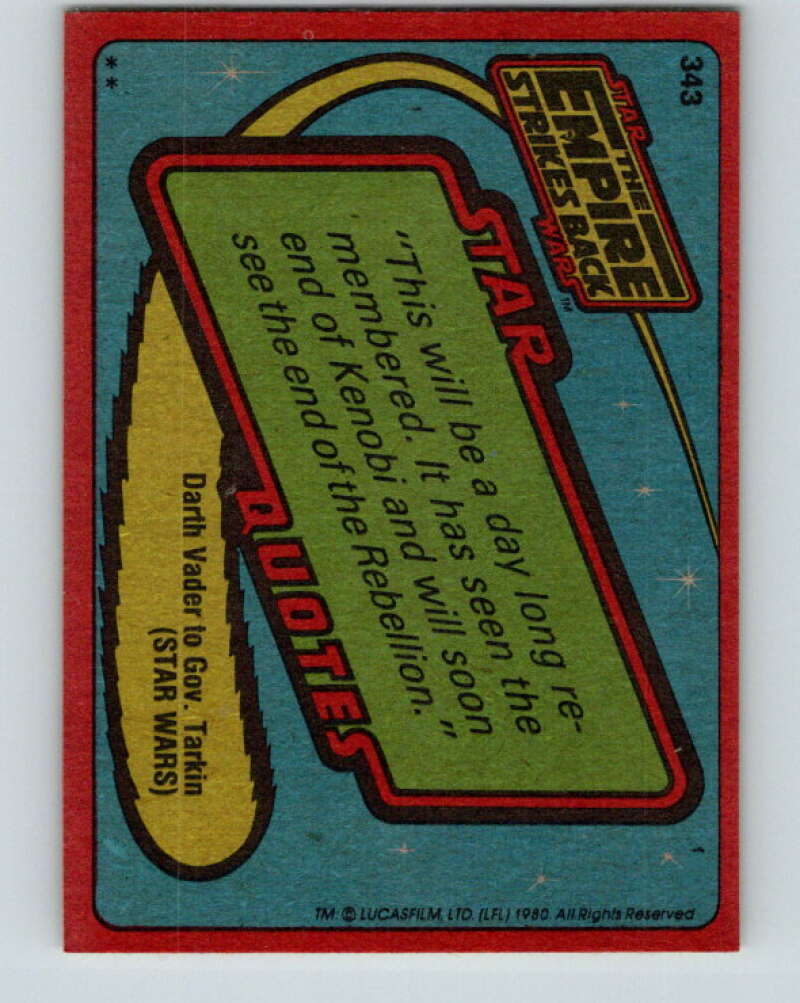 343
STAR
THE
EMPIRE
STRIKES BACK
WARS™
STAR
"This will be a day long re-
membered. It has seen the
end of Kenobi and will soon
see the end of the Rebellion."
QUOTES
Darth Vader to Gov. Tarkin
(STAR WARS)
**
TM: © LUCASFILM, LTD. (LFL) 1980. All Rights Reserved